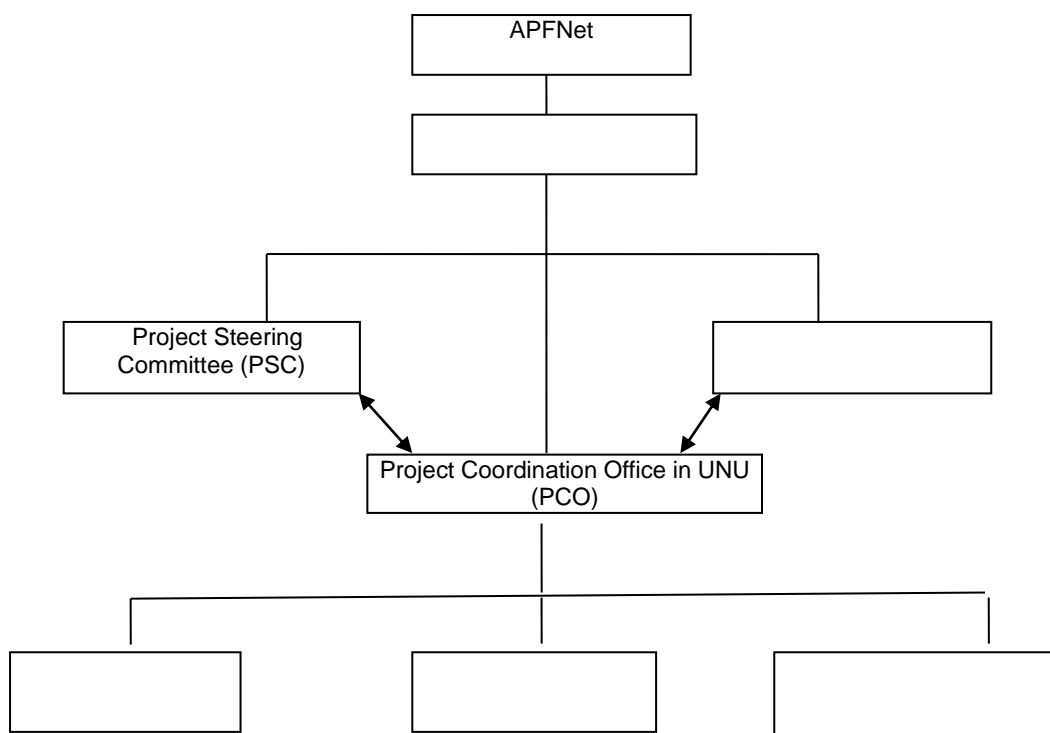 APFNet
Project Steering
Committee (PSC)
Project Coordination Office in UNU
(PCO)